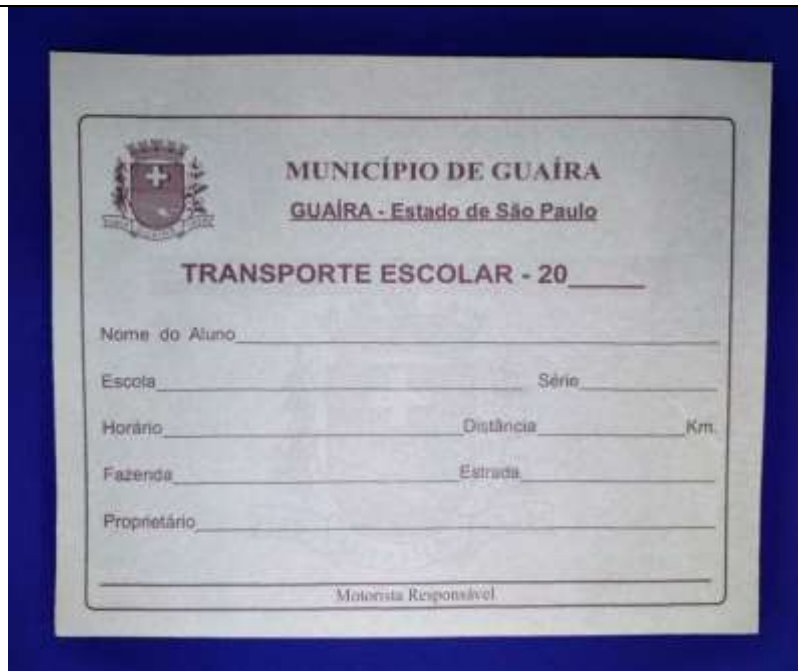 MUNICÍPIO DE GUAÍRA
GUAÍRA - Estado de São Paulo
TRANSPORTE ESCOLAR - 20_____
Nome do Aluno
Escola Série
Horário Distância Km.
Fazenda Estrada
Proprietário
Motorista Responsável